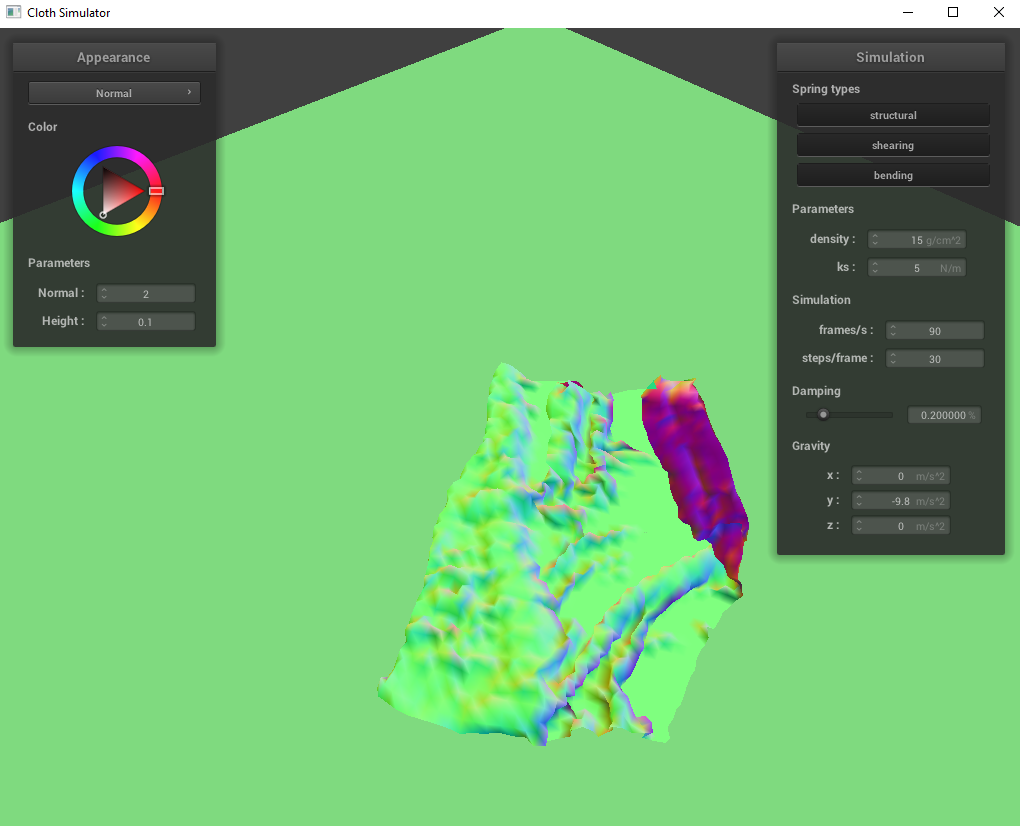 Cloth Simulator
Appearance
Normal
Color
Parameters
Normal : 2
Height : 0.1
Simulation
Spring types
structural
shearing
bending
Parameters
density : 15 g/cm^2
ks : 5 N/m
Simulation
frames/s : 90
steps/frame : 30
Damping
0.200000 %
Gravity
x : 0 m/s^2
y : -9.8 m/s^2
z : 0 m/s^2